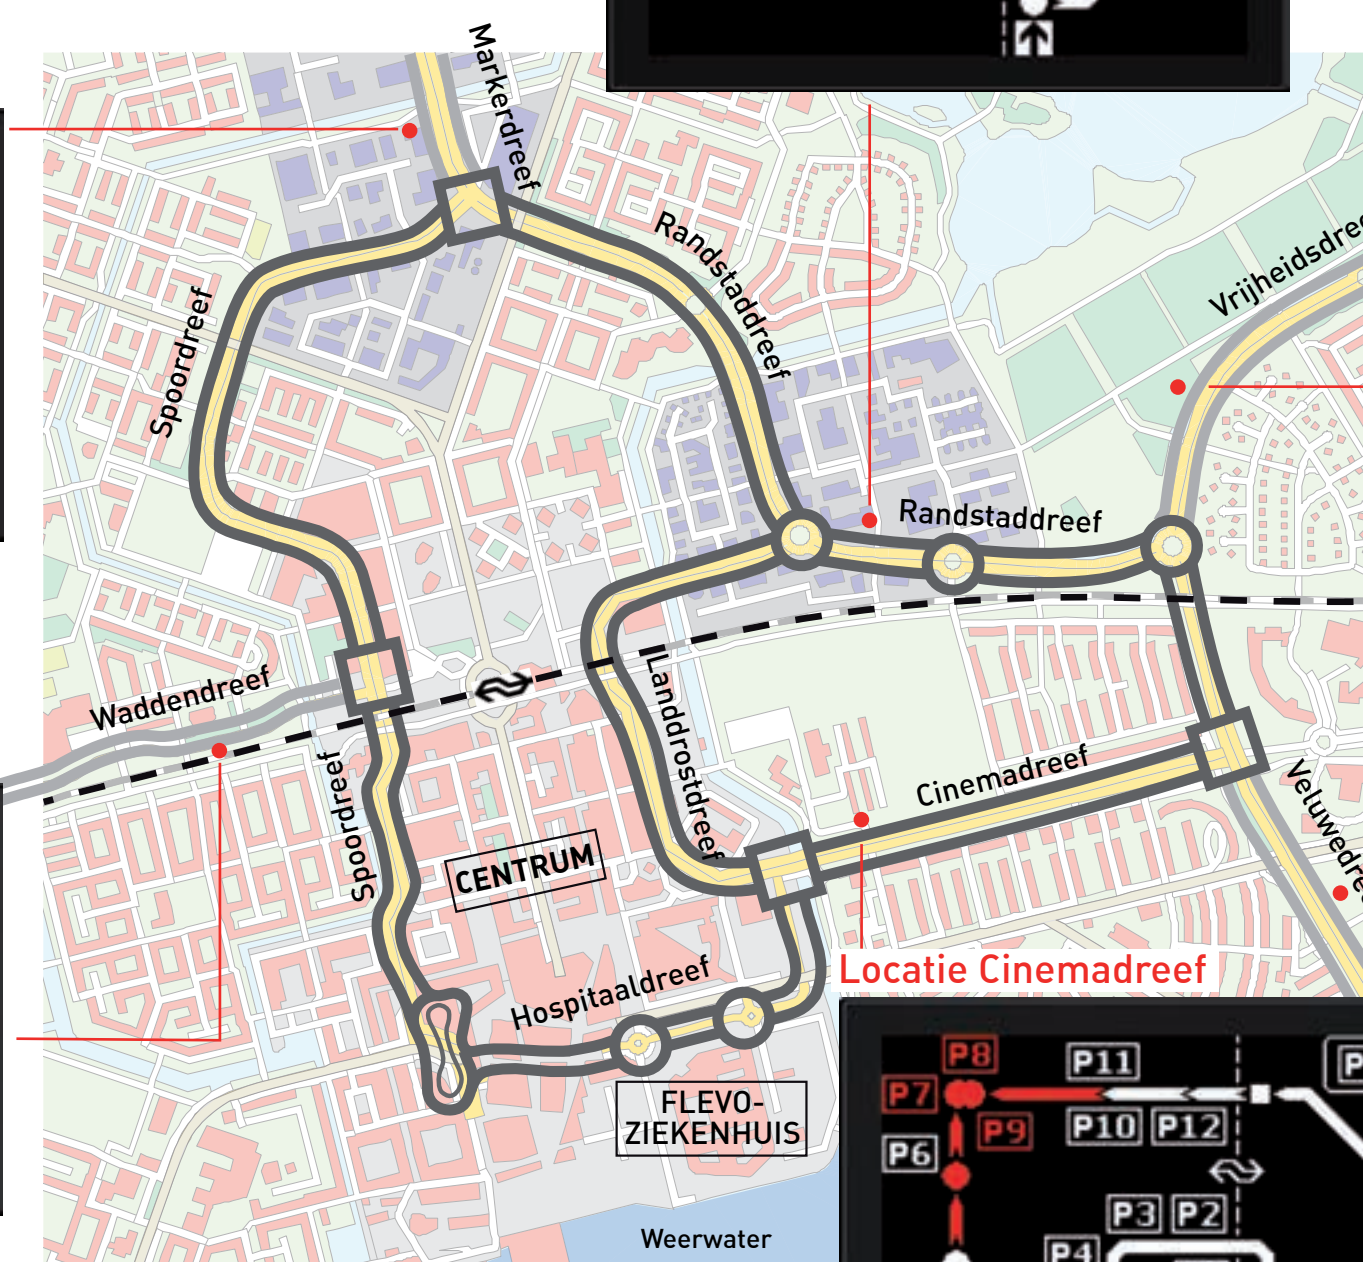 Markerdreef
Randstaddreef
Vrijheidsdree
Spoordreef
Randstaddreef
Waddendreef
Landdrostdreef
Spoordreef
Cinemadreef
Veluwedre
CENTRUM
Hospitaaldreef
Locatie Cinemadreef
FLEVO-
ZIEKENHUIS
Weerwater
P8
P11
P
P7
P9
P10 P12
P6
P3 P2
P4